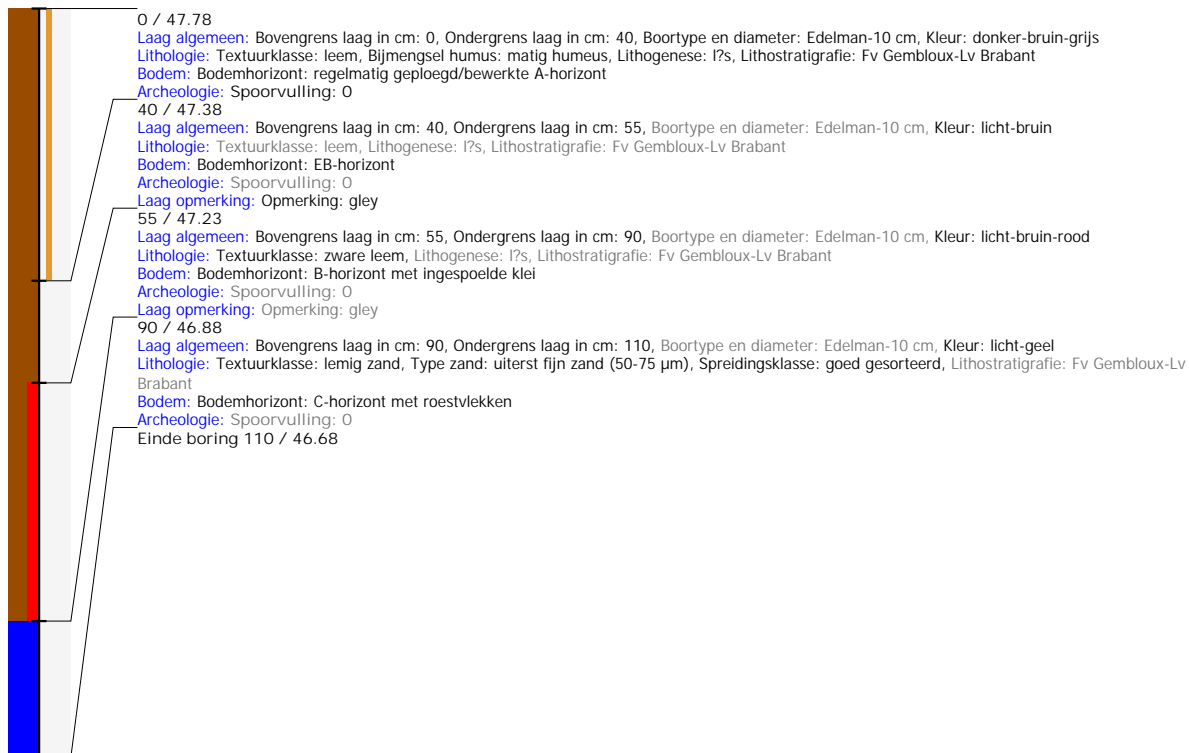 0 / 47.78
Laag algemeen: Bovengrens laag in cm: 0, Ondergrens laag in cm: 40, Boortype en diameter: Edelman-10 cm, Kleur: donker-bruin-grijs
Lithologie: Textuurklasse: leem, Bijmengsel humus: matig humeus, Lithogenese: l?s, Lithostratigrafie: Fv Gembloux-Lv Brabant
Bodem: Bodemhorizont: regelmatig geploegd/bewerkte A-horizont
Archeologie: Spoorvulling: 0
40 / 47.38
Laag algemeen: Bovengrens laag in cm: 40, Ondergrens laag in cm: 55, Boortype en diameter: Edelman-10 cm, Kleur: licht-bruin
Lithologie: Textuurklasse: leem, Lithogenese: l?s, Lithostratigrafie: Fv Gembloux-Lv Brabant
Bodem: Bodemhorizont: EB-horizont
Archeologie: Spoorvulling: 0
Laag opmerking: Opmerking: gley
55 / 47.23
Laag algemeen: Bovengrens laag in cm: 55, Ondergrens laag in cm: 90, Boortype en diameter: Edelman-10 cm, Kleur: licht-bruin-rood
Lithologie: Textuurklasse: zware leem, Lithogenese: l?s, Lithostratigrafie: Fv Gembloux-Lv Brabant
Bodem: Bodemhorizont: B-horizont met ingespoelde klei
Archeologie: Spoorvulling: 0
Laag opmerking: Opmerking: gley
90 / 46.88
Laag algemeen: Bovengrens laag in cm: 90, Ondergrens laag in cm: 110, Boortype en diameter: Edelman-10 cm, Kleur: licht-geel
Lithologie: Textuurklasse: lemig zand, Type zand: uiterst fijn zand (50-75 µm), Spreidingsklasse: goed gesorteerd, Lithostratigrafie: Fv Gembloux-Lv
Brabant
Bodem: Bodemhorizont: C-horizont met roestvlekken
Archeologie: Spoorvulling: 0
Einde boring 110 / 46.68